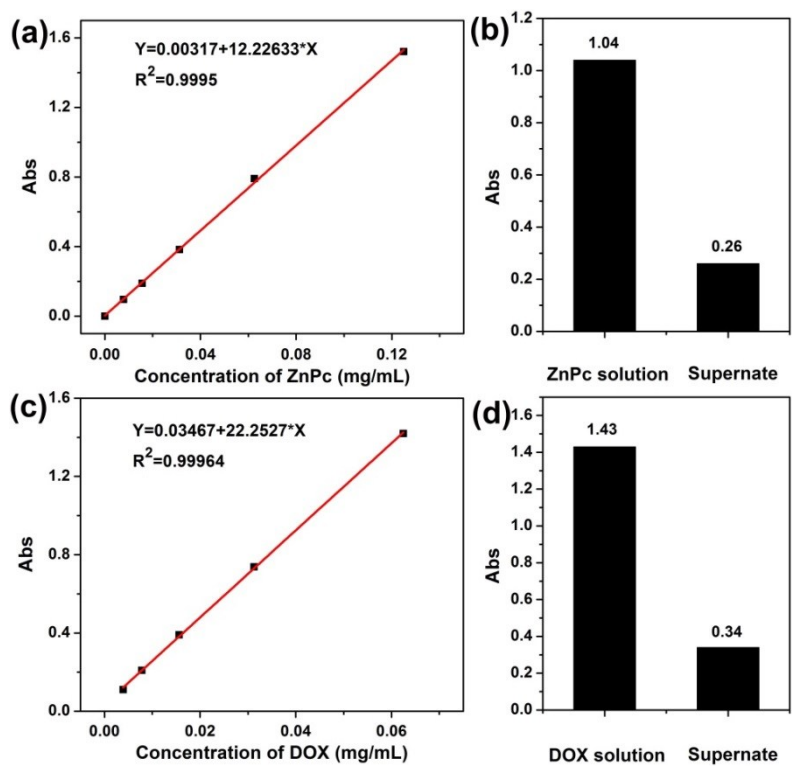 (a)
Y=0.00317+12.22633*X
R²=0.9995
1.6
1.2
0.8
0.4
0.0
Abs
0.00 0.04 0.08 0.12
Concentration of ZnPc (mg/mL)
(b)
1.2
1.0
0.8
0.6
0.4
0.2
0.0
Abs
1.04
0.26
ZnPc solution Supernate
(c)
Y=0.03467+22.2527*X
R²=0.99964
1.6
1.2
0.8
0.4
0.0
Abs
0.00 0.02 0.04 0.06
Concentration of DOX (mg/mL)
(d)
1.6
1.4
1.2
1.0
0.8
0.6
0.4
0.2
0.0
Abs
1.43
0.34
DOX solution Supernate